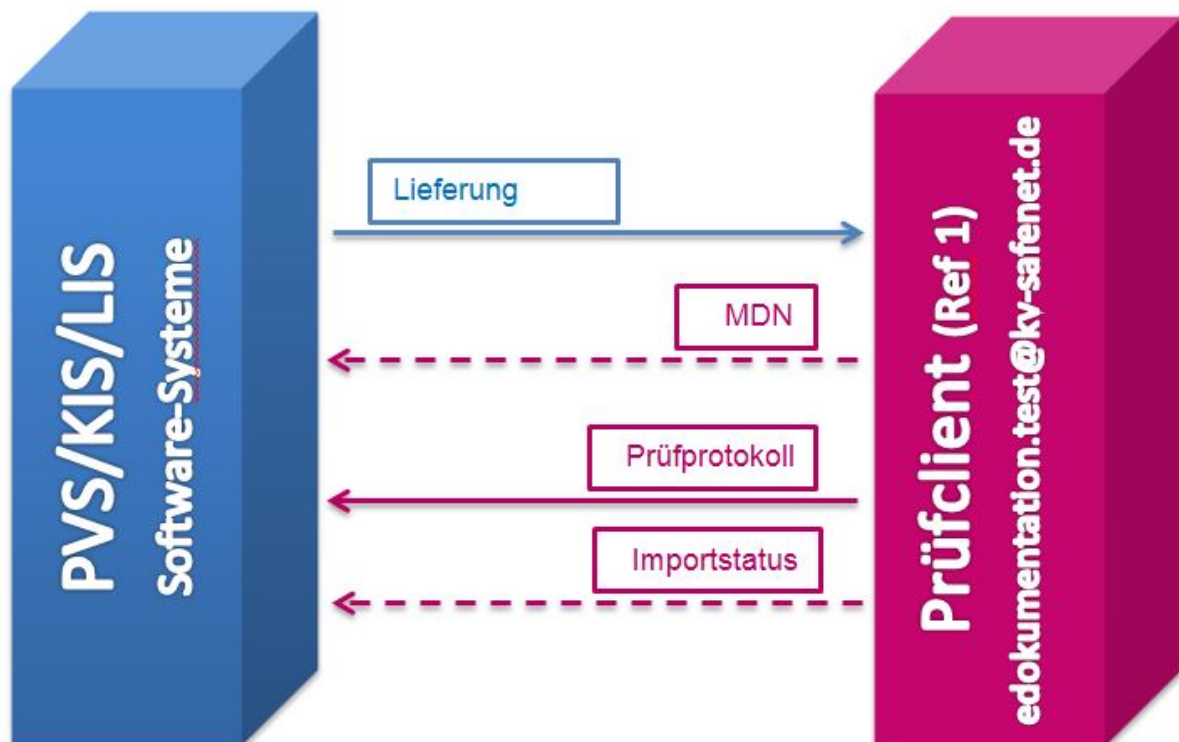 PVS/KIS/LIS
Software-Systeme
Lieferung
MDN
Prüfprotokoll
Importstatus
Prüfclient (Ref 1)
edokumentation.test@kv-safenet.de